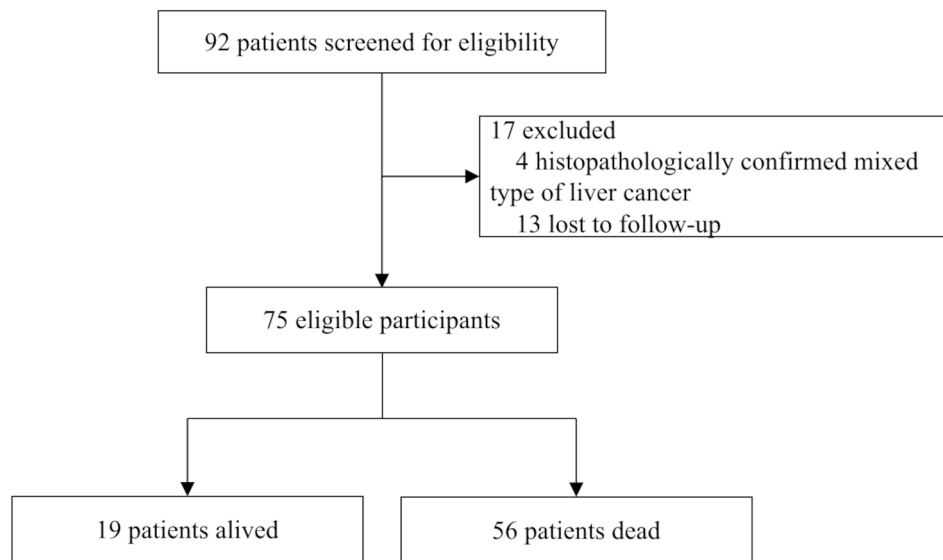 92 patients screened for eligibility
17 excluded
4 histopathologically confirmed mixed
type of liver cancer
13 lost to follow-up
75 eligible participants
19 patients alived
56 patients dead